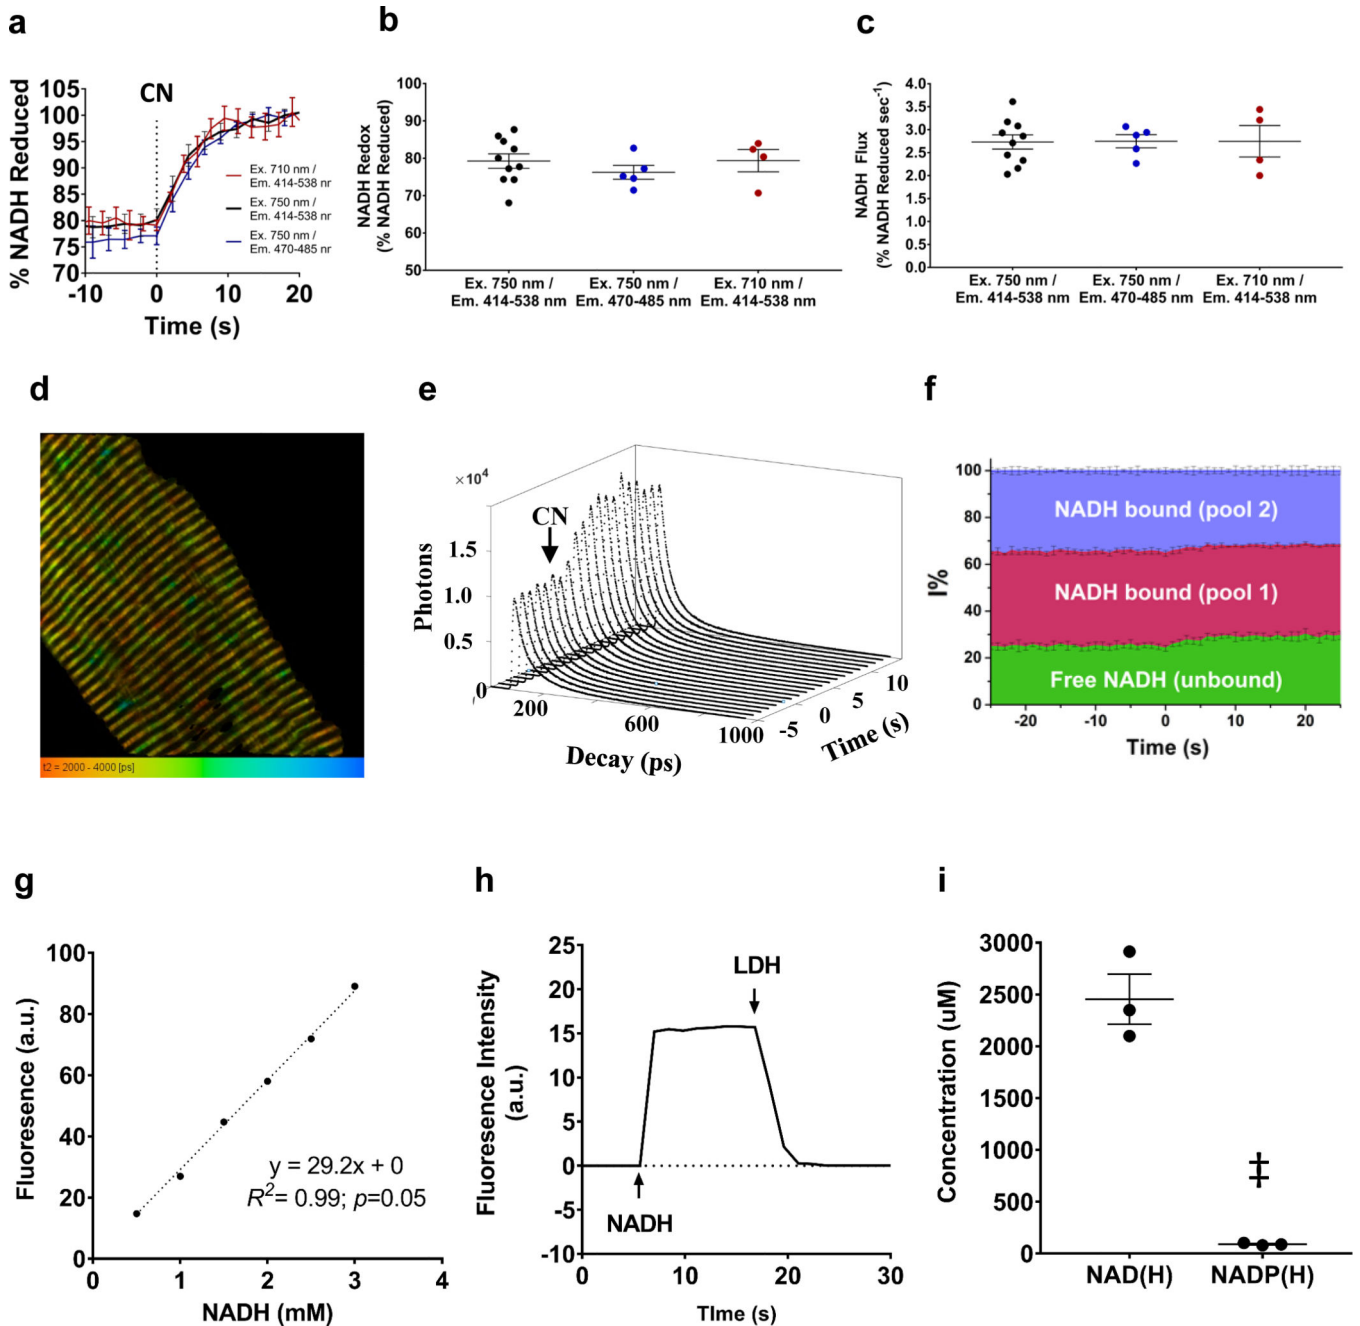 a
% NADH Reduced
105
100
95
90
85
80
75
70
CN
Ex. 710 nm /
Em. 414-538 nr
Ex. 750 nm /
Em. 414-538 nr
Ex. 750 nm /
Em. 470-485 nr
-10
0
10
20
Time (s)
b
NADH Redox
(% NADH Reduced)
100
90
80
70
60
50
Ex. 750 nm /
Em. 414-538 nm
Ex. 750 nm /
Em. 470-485 nm
Ex. 710 nm /
Em. 414-538 nm
c
NADH Flux
(% NADH Reduced sec-1)
4.0
3.5
3.0
2.5
2.0
1.5
1.0
0.5
0.0
Ex. 750 nm /
Em. 414-538 nm
Ex. 750 nm /
Em. 470-485 nm
Ex. 710 nm /
Em. 414-538 nm
d
t2 = 2000 - 4000 [ps]
e
×10⁴
CN
Photons
1.5
1.0
0.5
0
200
600
1000
Decay (ps)
-5
0
5
10
Time (s)
f
I%
100
80
60
40
20
0
NADH bound (pool 2)
NADH bound (pool 1)
Free NADH (unbound)
-20
-10
0
10
20
Time (s)
g
Fluoresence (a.u.)
100
80
60
40
20
0
y = 29.2x + 0
R²= 0.99; p=0.05
0
1
2
3
4
NADH (mM)
h
Fluoresence Intensity
(a.u.)
25
20
15
10
5
0
-5
-10
LDH
NADH
0
10
20
30
TIme (s)
i
Concentration (uM)
3000
2500
2000
1000
500
0
‡
NAD(H)
NADP(H)